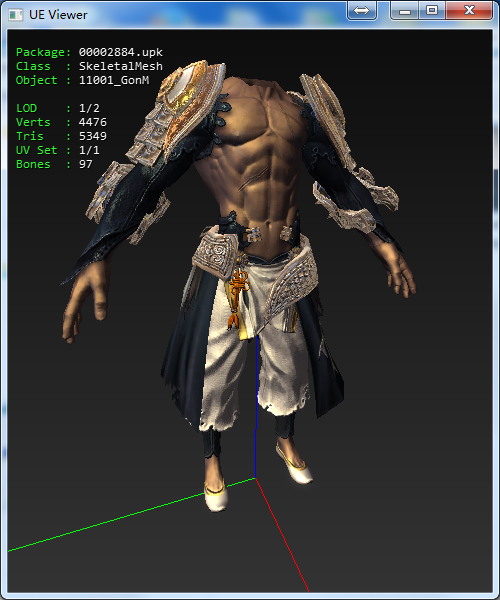 UE Viewer
Package: 00002884.upk
Class : SkeletalMesh
Object : 11001_GonM
LOD : 1/2
Verts : 4476
Tris : 5349
UV Set : 1/1
Bones : 97